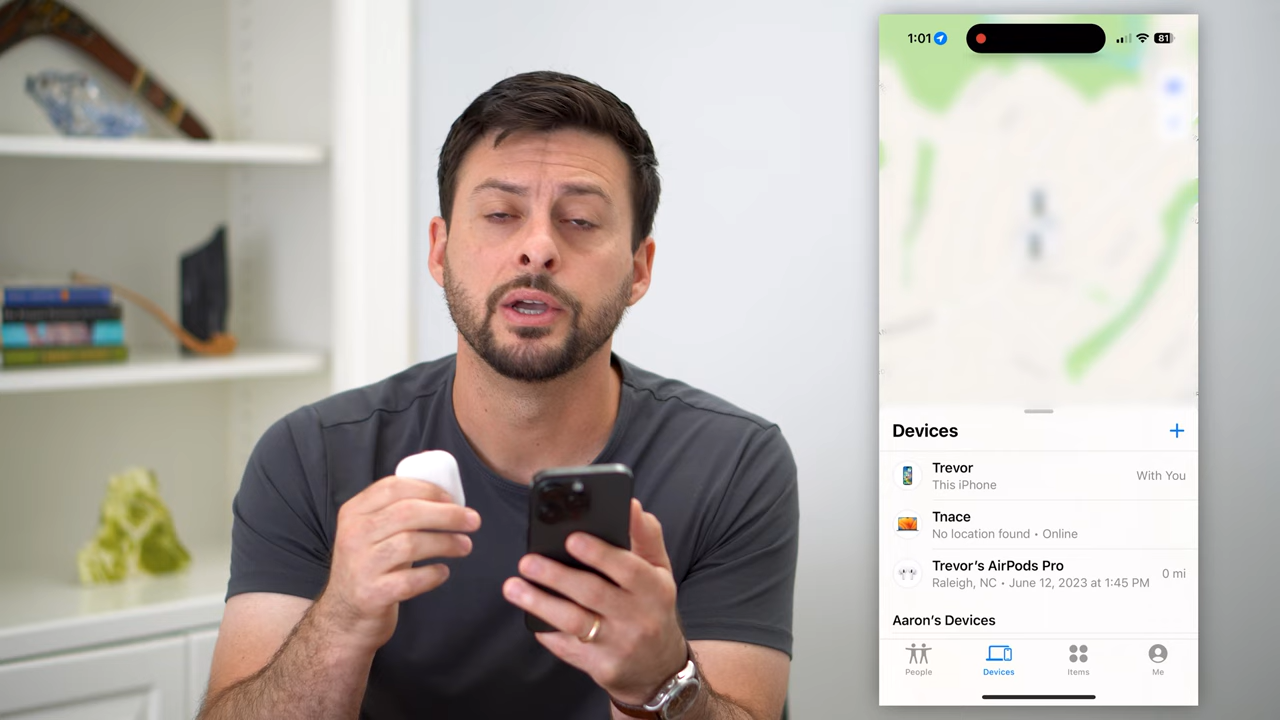 1:01
81
Devices
+
Trevor
This iPhone
With You
Tnace
No location found • Online
Trevor's AirPods Pro
Raleigh, NC • June 12, 2023 at 1:45 PM
0 mi
Aaron's Devices
People
Devices
Items
Me